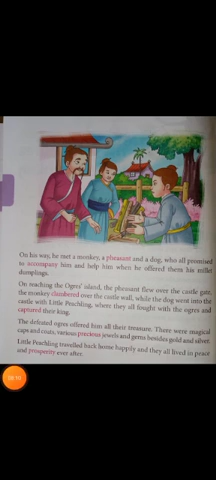 On his way, he met a monkey, a pheasant and a dog, who all promised
to accompany him and help him when he offered them his millet
dumplings.
On reaching the Ogres' island, the pheasant flew over the castle gate,
the monkey clambered over the castle wall, while the dog went into the
castle with Little Peachling, where they all fought with the ogres and
captured their king.
The defeated ogres offered him all their treasure. There were magical
caps and coats, various precious jewels and gems besides gold and silver.
Little Peachling travelled back home happily and they all lived in peace
and prosperity ever after.